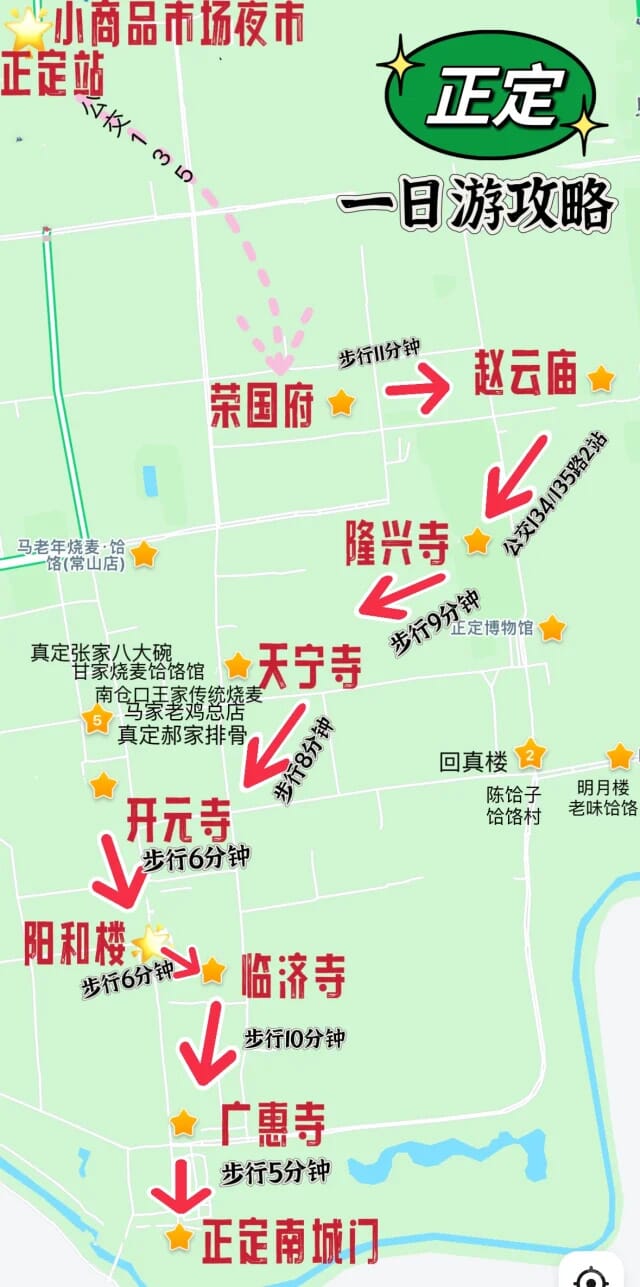 小商品市场夜市
正定站
公交135
正定
一日游攻略
步行11分钟
荣国府
赵云庙
公交134/135路2站
隆兴寺
马老年烧麦·饸
饹(常山店)
步行9分钟
正定博物馆
真定张家八大碗
甘家烧麦饸饹馆
天宁寺
南仓口王家传统烧麦
马家老鸡总店
5
真定郝家排骨
步行8分钟
回真楼
2
陈饸子
饸饹村
明月楼
老味饸饹
开元寺
步行6分钟
阳和楼
步行6分钟
临济寺
步行10分钟
广惠寺
步行5分钟
正定南城门